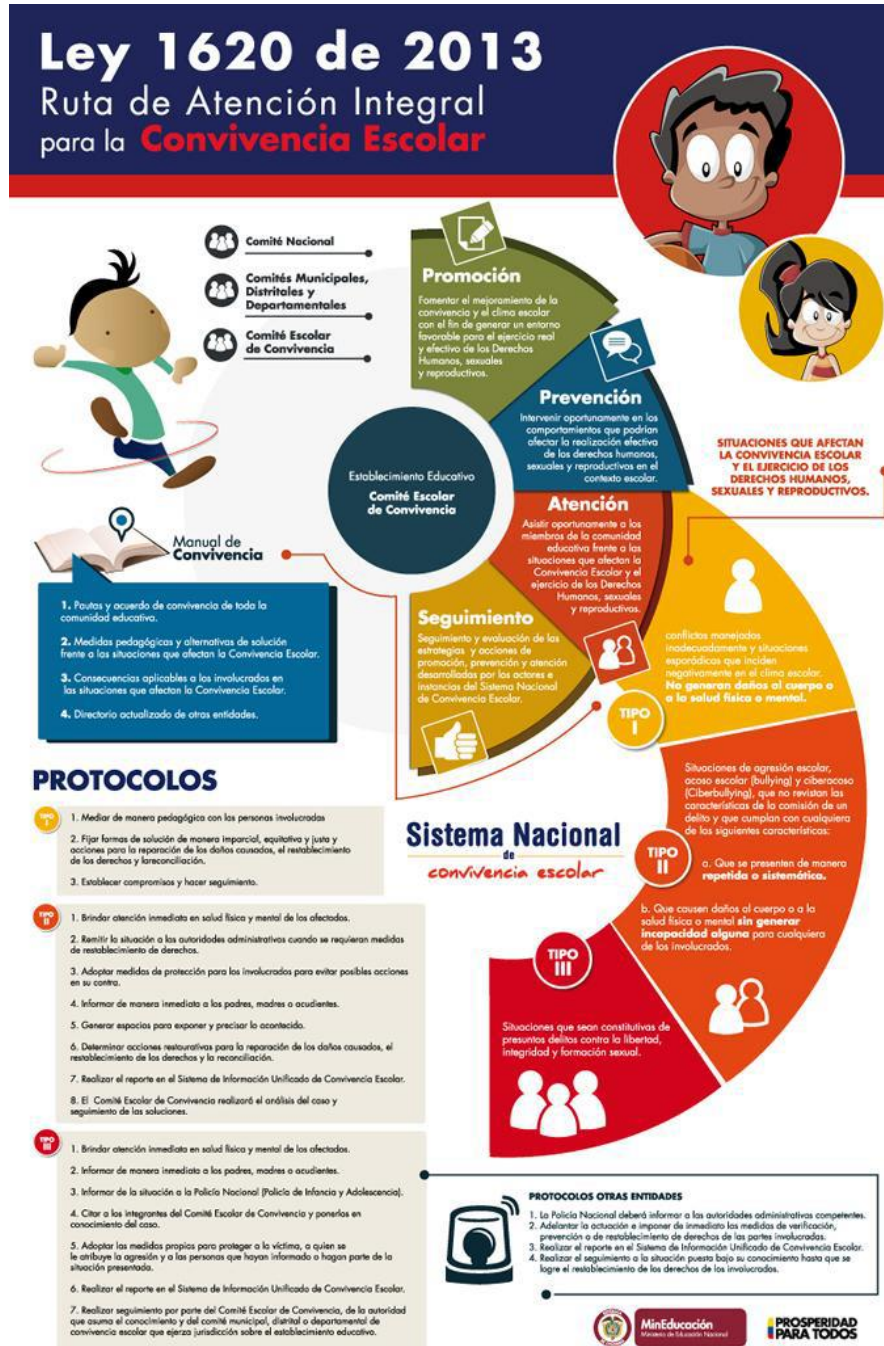 Ley 1620 de 2013
Ruta de Atención Integral
para la Convivencia Escolar
Comité Nacional
Comités Municipales,
Distritales y
Departamentales
Comité Escolar
de Convivencia
Promoción
Fomentar el mejoramiento de la
convivencia y el clima escolar
con el fin de generar un entorno
favorable para el ejercicio real
y efectivo de los Derechos
Humanos, sexuales
y reproductivos.
Prevención
Intervenir oportunamente en los
comportamientos que podrían
afectar la realización efectiva
de los derechos humanos,
sexuales y reproductivos en el
contexto escolar.
SITUACIONES QUE AFECTAN
LA CONVIVENCIA ESCOLAR
Y EL EJERCICIO DE LOS
DERECHOS HUMANOS,
SEXUALES Y REPRODUCTIVOS.
Establecimiento Educativo
Comité Escolar
de Convivencia
Atención
Asistir oportunamente a los
miembros de la comunidad
educativa frente a las
situaciones que afectan la
Convivencia Escolar y el
ejercicio de los Derechos
Humanos, sexuales
y reproductivos.
Manual de
Convivencia
1. Pautas y acuerdo de convivencia de toda la
comunidad educativa.
2. Medidas pedagógicas y alternativas de solución
frente a las situaciones que afectan la Convivencia Escolar.
3. Consecuencias aplicables a los involucrados en
las situaciones que afectan la Convivencia Escolar.
4. Directorio actualizado de otras entidades.
Seguimiento
Seguimiento y evaluación de las
estrategias y acciones de
promoción, prevención y atención
desarrolladas por los actores e
instancias del Sistema Nacional
de Convivencia Escolar.
conflictos manejados
inadecuadamente y situaciones
esporádicos que inciden
negativamente en el clima escolar.
No generan daños al cuerpo o
a la salud física o mental.
TIPO
I
Situaciones de agresión escolar,
acoso escolar (bullying) y ciberacoso
(Ciberbullying), que no revistan las
características de la comisión de un
delito y que cumplan con cualquiera
de las siguientes características:
TIPO
II
a. Que se presenten de manera
repetida o sistemática.
b. Que causen daños al cuerpo o a la
salud física o mental sin generar
incapacidad alguna para cualquiera
de los involucrados.
TIPO
III
Situaciones que sean constitutivas de
presuntos delitos contra la libertad,
integridad y formación sexual.
Sistema Nacional
de
convivencia escolar
PROTOCOLOS
TIPO
I
1. Mediar de manera pedagógica con las personas involucradas
2. Fijar formas de solución de manera imparcial, equitativa y justa y
acciones para la reparación de los daños causados, el restablecimiento
de los derechos y lareconciliación.
3. Establecer compromisos y hacer seguimiento.
TIPO
II
1. Brindar atención inmediata en salud física y mental de los afectados.
2. Remitir la situación a las autoridades administrativas cuando se requieran medidas
de restablecimiento de derechos.
3. Adoptar medidas de protección para los involucrados para evitar posibles acciones
en su contra.
4. Informar de manera inmediata a los padres, madres o acudientes.
5. Generar espacios para exponer y precisar lo acontecido.
6. Determinar acciones restaurativas para la reparación de los daños causados, el
restablecimiento de los derechos y la reconciliación.
7. Realizar el reporte en el Sistema de Información Unificado de Convivencia Escolar.
8. El Comité Escolar de Convivencia realizará el análisis del caso y
seguimiento de las soluciones.
TIPO
III
1. Brindar atención inmediata en salud física y mental de los afectados.
2. Informar de manera inmediata a los padres, madres o acudientes.
3. Informar de la situación a la Policía Nacional (Policía de Infancia y Adolescencia).
4. Citar a los integrantes del Comité Escolar de Convivencia y ponerlos en
conocimiento del caso.
5. Adoptar las medidas propias para proteger a la víctima, a quien se
le atribuye la agresión y a las personas que hayan informado o hagan parte de la
situación presentada.
6. Realizar el reporte en el Sistema de Información Unificado de Convivencia Escolar.
7. Realizar seguimiento por parte del Comité Escolar de Convivencia, de la autoridad
que asuma el conocimiento y del comité municipal, distrital o departamental de
convivencia escolar que ejerza jurisdicción sobre el establecimiento educativo.
PROTOCOLOS OTRAS ENTIDADES
1. La Policía Nacional deberá informar a las autoridades administrativas competentes.
2. Adelantar la actuación e imponer de inmediato las medidas de verificación,
prevención o de restablecimiento de derechos de las partes involucradas.
3. Realizar el reporte en el Sistema de Información Unificado de Convivencia Escolar.
4. Realizar el seguimiento a la situación puesta bajo su conocimiento hasta que se
logre el restablecimiento de los derechos de los involucrados.
MinEducación
Ministerio de Educación Nacional
PROSPERIDAD
PARA TODOS